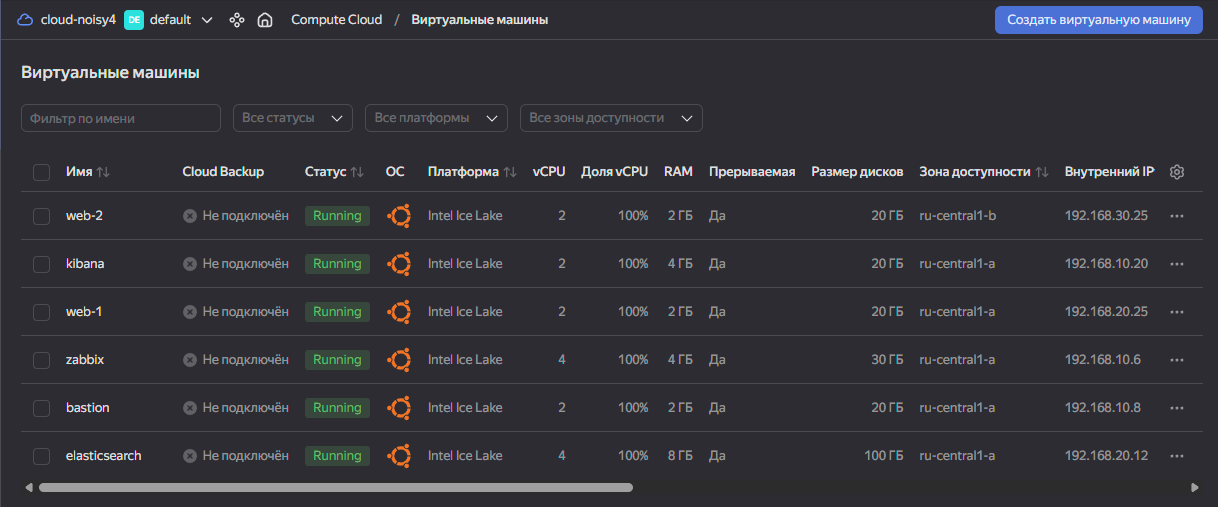 cloud-noisy4 DE default Compute Cloud / Виртуальные машины Создать виртуальную машину
Виртуальные машины
Фильтр по имени Все статусы Все платформы Все зоны доступности
Имя Cloud Backup Статус ОС Платформа vCPU Доля vCPU RAM Прерываемая Размер дисков Зона доступности Внутренний IP
web-2 Не подключён Running Intel Ice Lake 2 100% 2 ГБ Да 20 ГБ ru-central1-b 192.168.30.25
kibana Не подключён Running Intel Ice Lake 2 100% 4 ГБ Да 20 ГБ ru-central1-a 192.168.10.20
web-1 Не подключён Running Intel Ice Lake 2 100% 2 ГБ Да 20 ГБ ru-central1-a 192.168.20.25
zabbix Не подключён Running Intel Ice Lake 4 100% 4 ГБ Да 30 ГБ ru-central1-a 192.168.10.6
bastion Не подключён Running Intel Ice Lake 2 100% 2 ГБ Да 20 ГБ ru-central1-a 192.168.10.8
elasticsearch Не подключён Running Intel Ice Lake 4 100% 8 ГБ Да 100 ГБ ru-central1-a 192.168.20.12